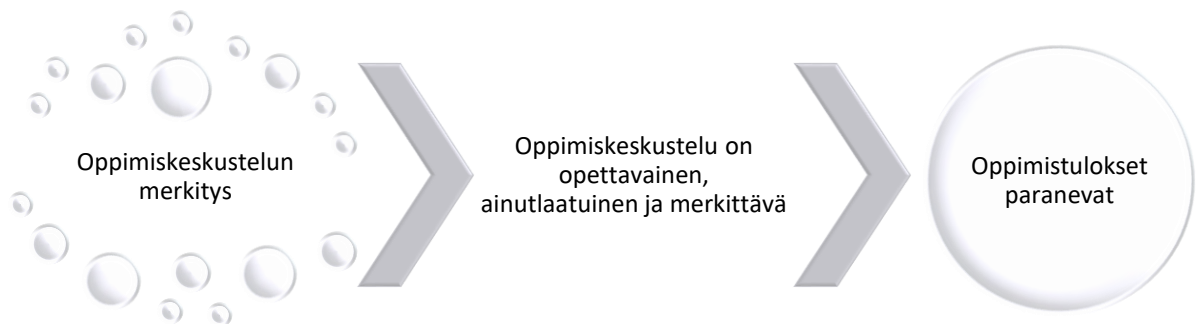 Oppimiskeskustelun
merkitys
Oppimiskeskustelu on
opettavainen,
ainutlaatuinen ja merkittävä
Oppimistulokset
paranevat